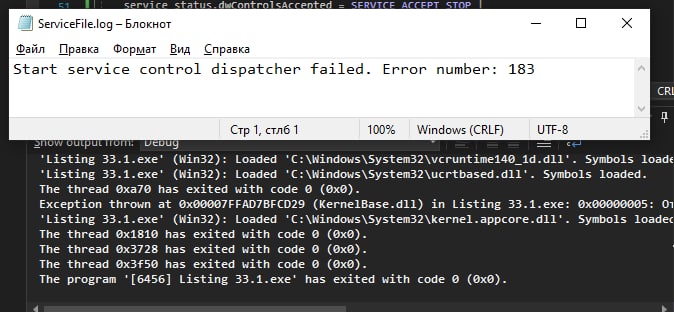 51 service_status.dwControlsAccepted = SERVICE_ACCEPT_STOP |
ServiceFile.log – Блокнот
Файл Правка Формат Вид Справка
Start service control dispatcher failed. Error number: 183
Стр 1, стлб 1 100% Windows (CRLF) UTF-8
CRL
Show output from: Debug
'Listing 33.1.exe' (Win32): Loaded 'C:\Windows\System32\vcruntime140_1d.dll'. Symbols loade
'Listing 33.1.exe' (Win32): Loaded 'C:\Windows\System32\ucrtbased.dll'. Symbols loaded.
The thread 0xa70 has exited with code 0 (0x0).
Exception thrown at 0x00007FFAD7BFCD29 (KernelBase.dll) in Listing 33.1.exe: 0x00000005: От
'Listing 33.1.exe' (Win32): Loaded 'C:\Windows\System32\kernel.appcore.dll'. Symbols loaded
The thread 0x1810 has exited with code 0 (0x0).
The thread 0x3728 has exited with code 0 (0x0).
The thread 0x3f50 has exited with code 0 (0x0).
The program '[6456] Listing 33.1.exe' has exited with code 0 (0x0).